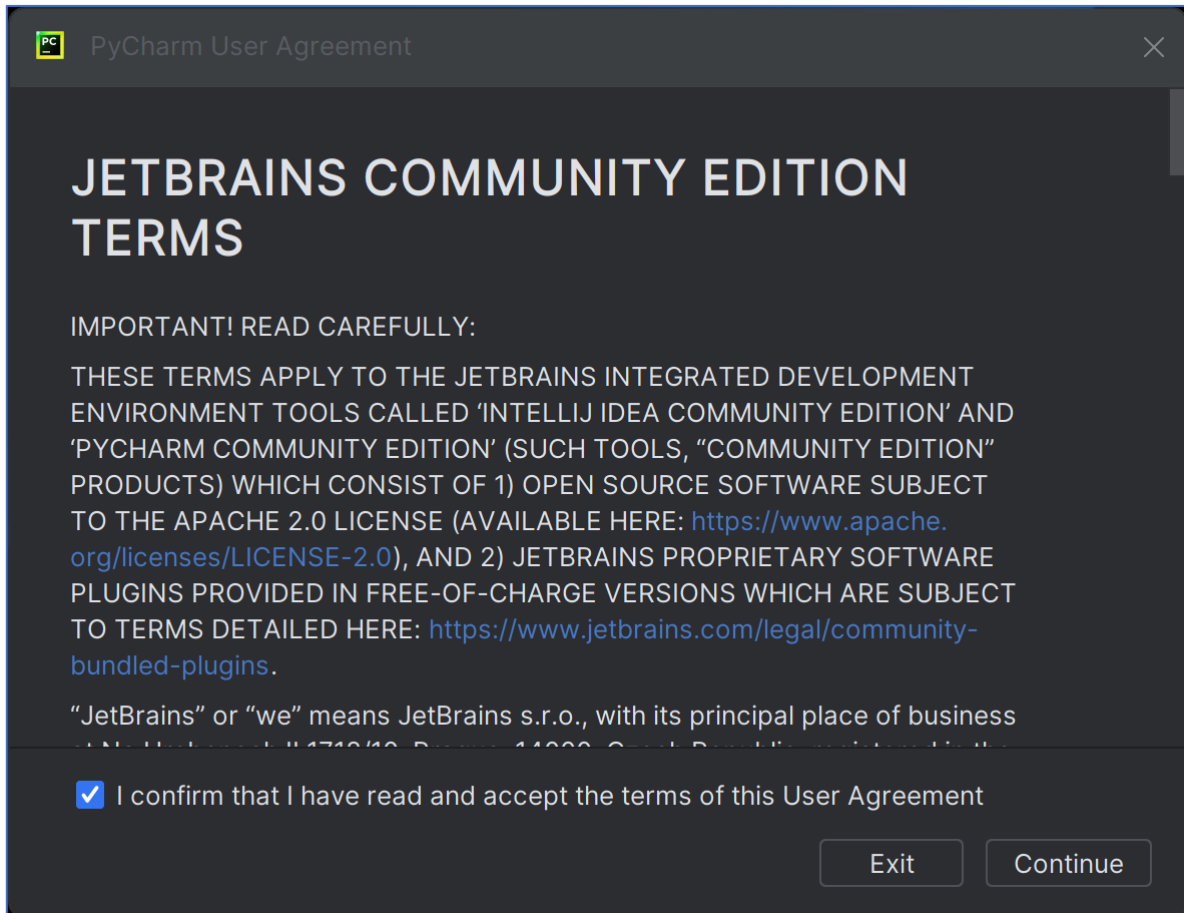 PC
PyCharm User Agreement
JETBRAINS COMMUNITY EDITION
TERMS
IMPORTANT! READ CAREFULLY:
THESE TERMS APPLY TO THE JETBRAINS INTEGRATED DEVELOPMENT
ENVIRONMENT TOOLS CALLED ‘INTELLIJ IDEA COMMUNITY EDITION’ AND
‘PYCHARM COMMUNITY EDITION’ (SUCH TOOLS, “COMMUNITY EDITION”
PRODUCTS) WHICH CONSIST OF 1) OPEN SOURCE SOFTWARE SUBJECT
TO THE APACHE 2.0 LICENSE (AVAILABLE HERE: https://www.apache.
org/licenses/LICENSE-2.0), AND 2) JETBRAINS PROPRIETARY SOFTWARE
PLUGINS PROVIDED IN FREE-OF-CHARGE VERSIONS WHICH ARE SUBJECT
TO TERMS DETAILED HERE: https://www.jetbrains.com/legal/community-
bundled-plugins.
“JetBrains” or “we” means JetBrains s.r.o., with its principal place of business
I confirm that I have read and accept the terms of this User Agreement
Exit
Continue